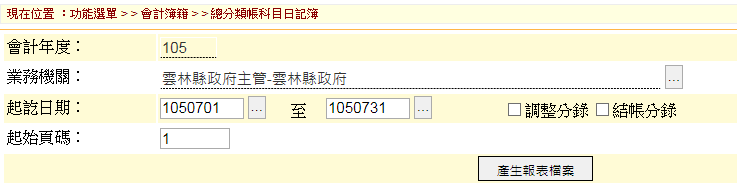 現在位置 ：功能選單 > > 會計簿籍 > > 總分類帳科目日記簿
會計年度： 105
業務機關： 雲林縣政府主管-雲林縣政府 ...
起訖日期： 1050701 ... 至 1050731 ... 調整分錄 結帳分錄
起始頁碼： 1
產生報表檔案